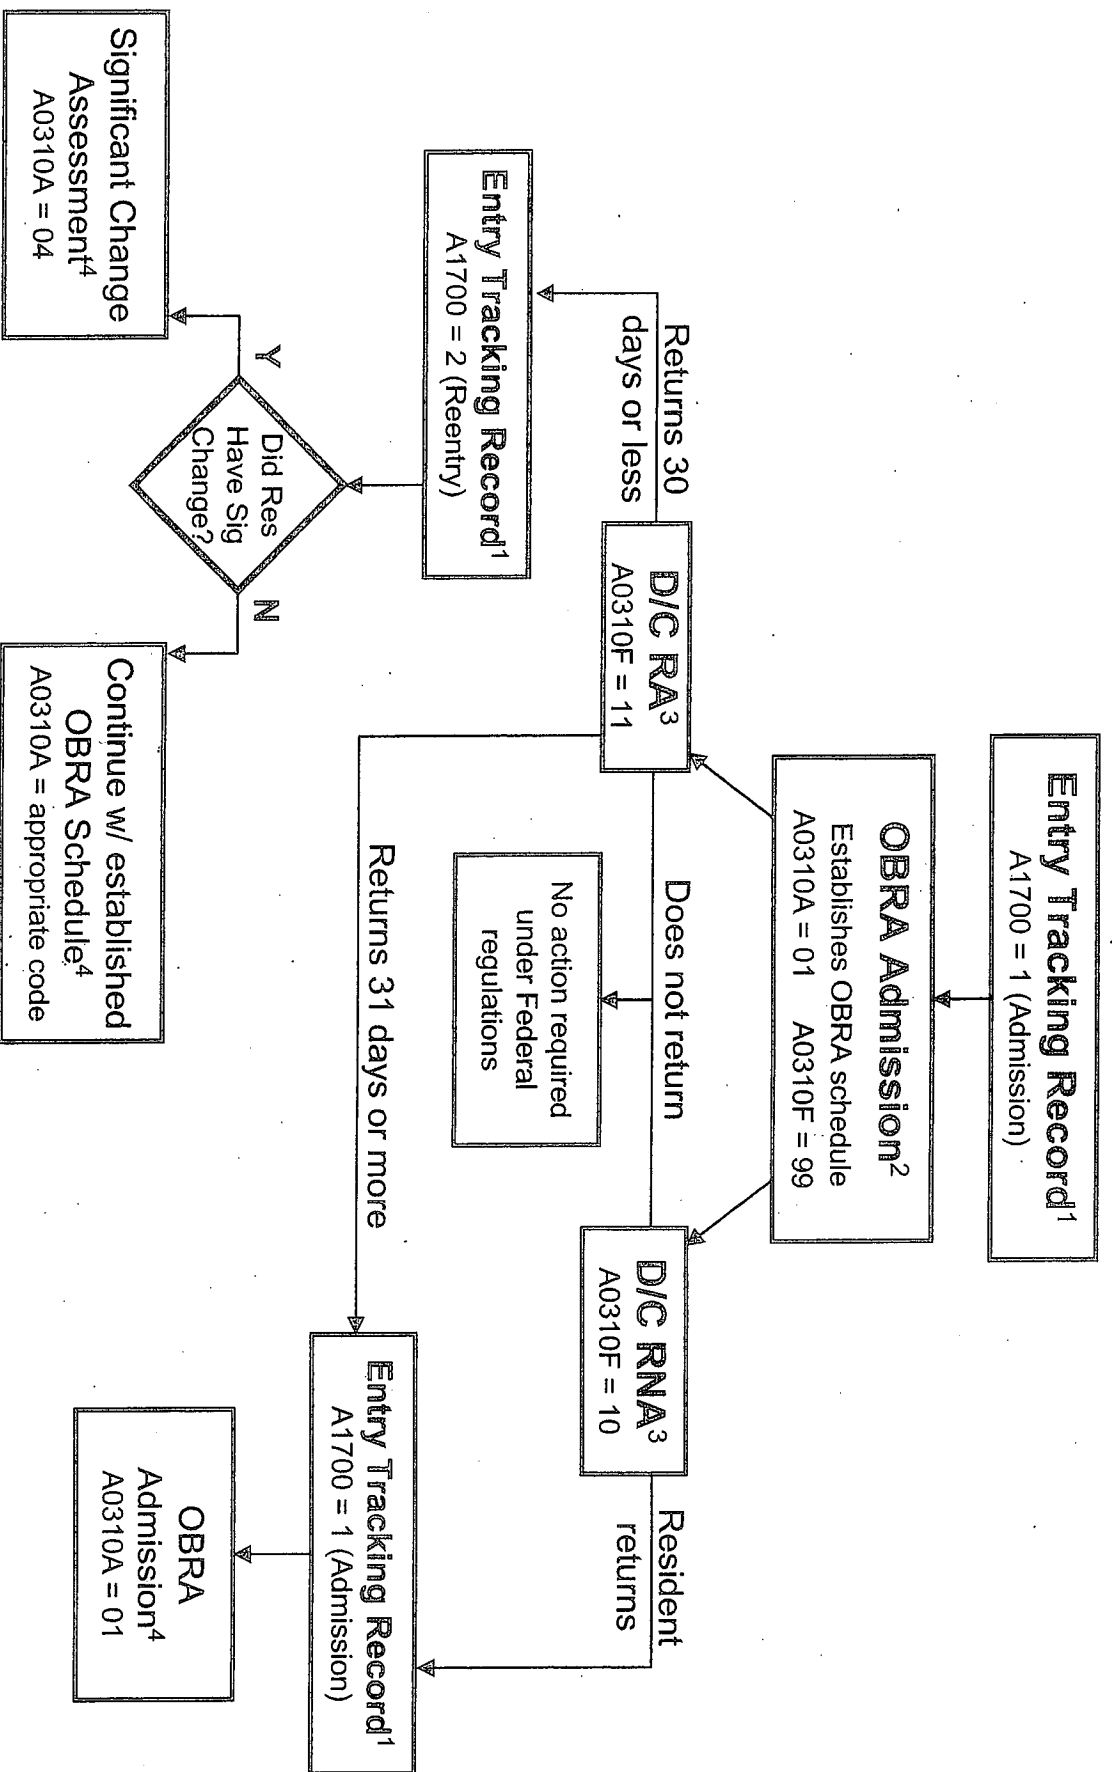 Entry Tracking Record¹
A1700 = 1 (Admission)
OBRA Admission²
Establishes OBRA schedule
A0310A = 01 A0310F = 99
D/C RA³
A0310F = 11
D/C RNA³
A0310F = 10
Returns 30
days or less
Does not return
Resident
returns
No action required
under Federal
regulations
Entry Tracking Record¹
A1700 = 2 (Reentry)
Returns 31 days or more
Entry Tracking Record¹
A1700 = 1 (Admission)
Did Res
Have Sig
Change?
Y
N
OBRA
Admission⁴
A0310A = 01
Significant Change
Assessment⁴
A0310A = 04
Continue w/ established
OBRA Schedule⁴
A0310A = appropriate code